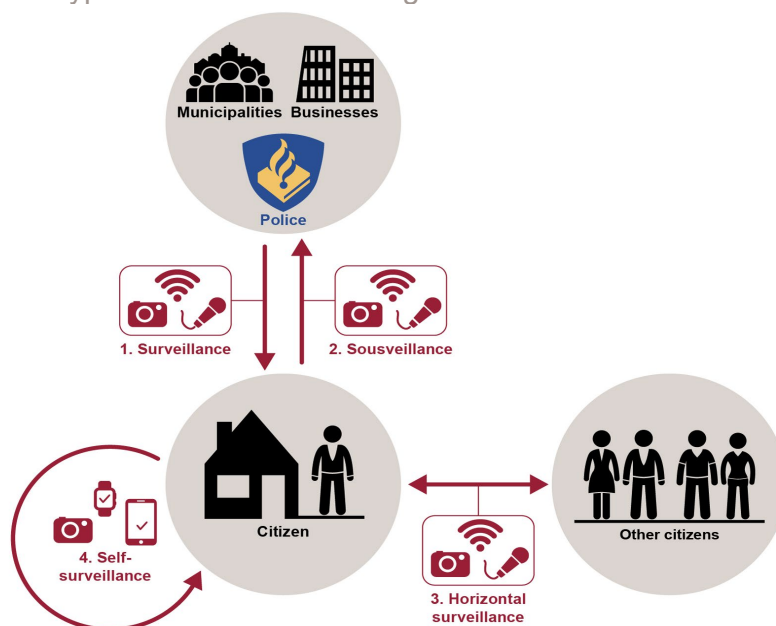 Municipalities Businesses
Police
1. Surveillance
2. Sousveillance
Citizen
Other citizens
4. Self-
surveillance
3. Horizontal
surveillance